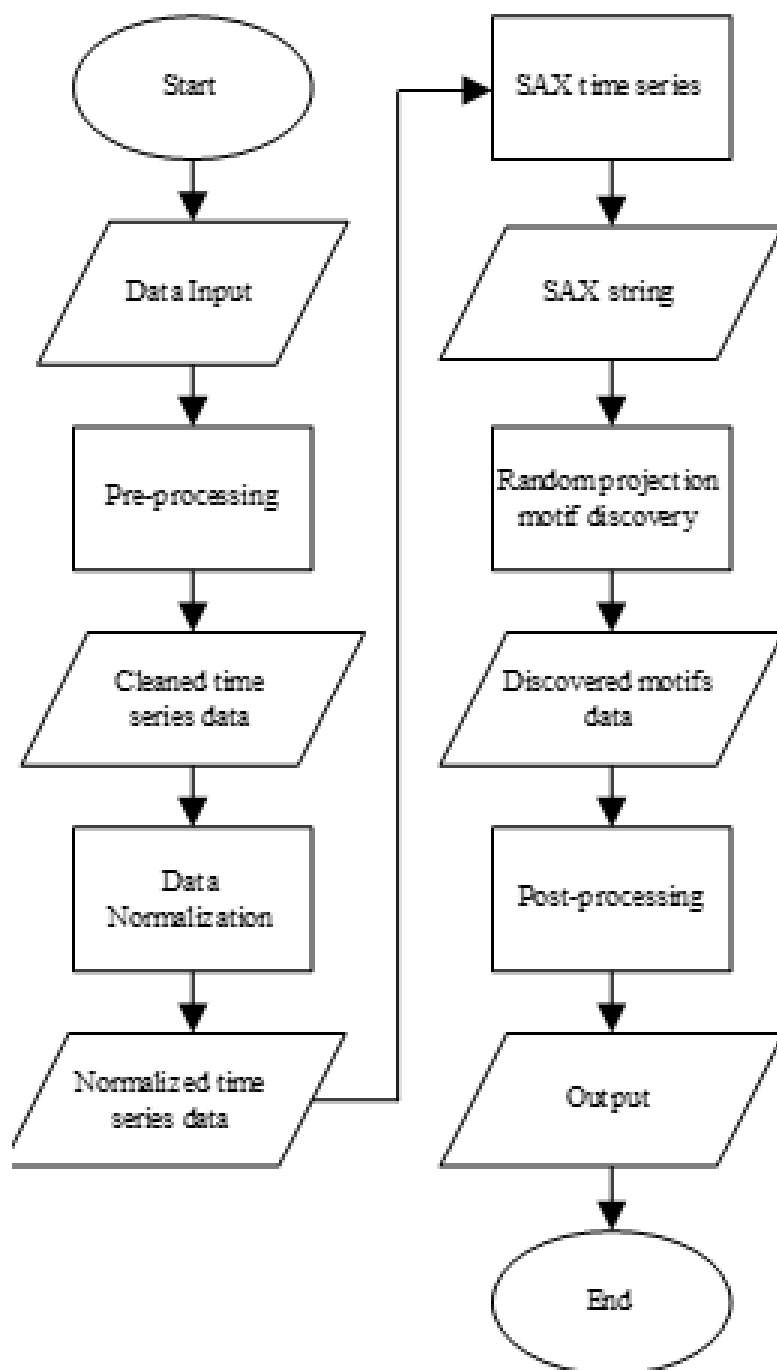 Start
Data Input
Pre-processing
Cleaned time
series data
Data
Normalization
Normalized time
series data
SAX time series
SAX string
Random projection
motif discovery
Discovered motifs
data
Post-processing
Output
End